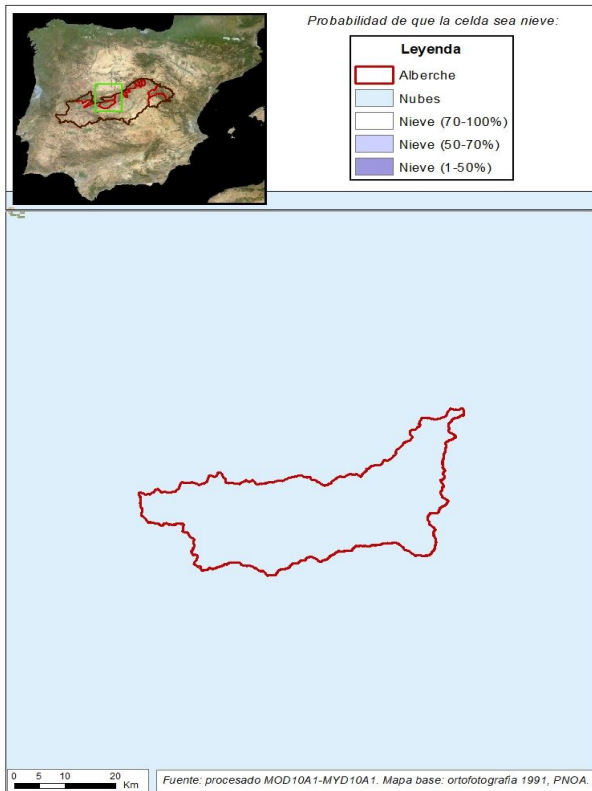 Probabilidad de que la celda sea nieve:
Leyenda
Alberche
Nubes
Nieve (70-100%)
Nieve (50-70%)
Nieve (1-50%)
0 5 10 20
Km
Fuente: procesado MOD10A1-MYD10A1. Mapa base: ortofotografía 1991, PNOA.